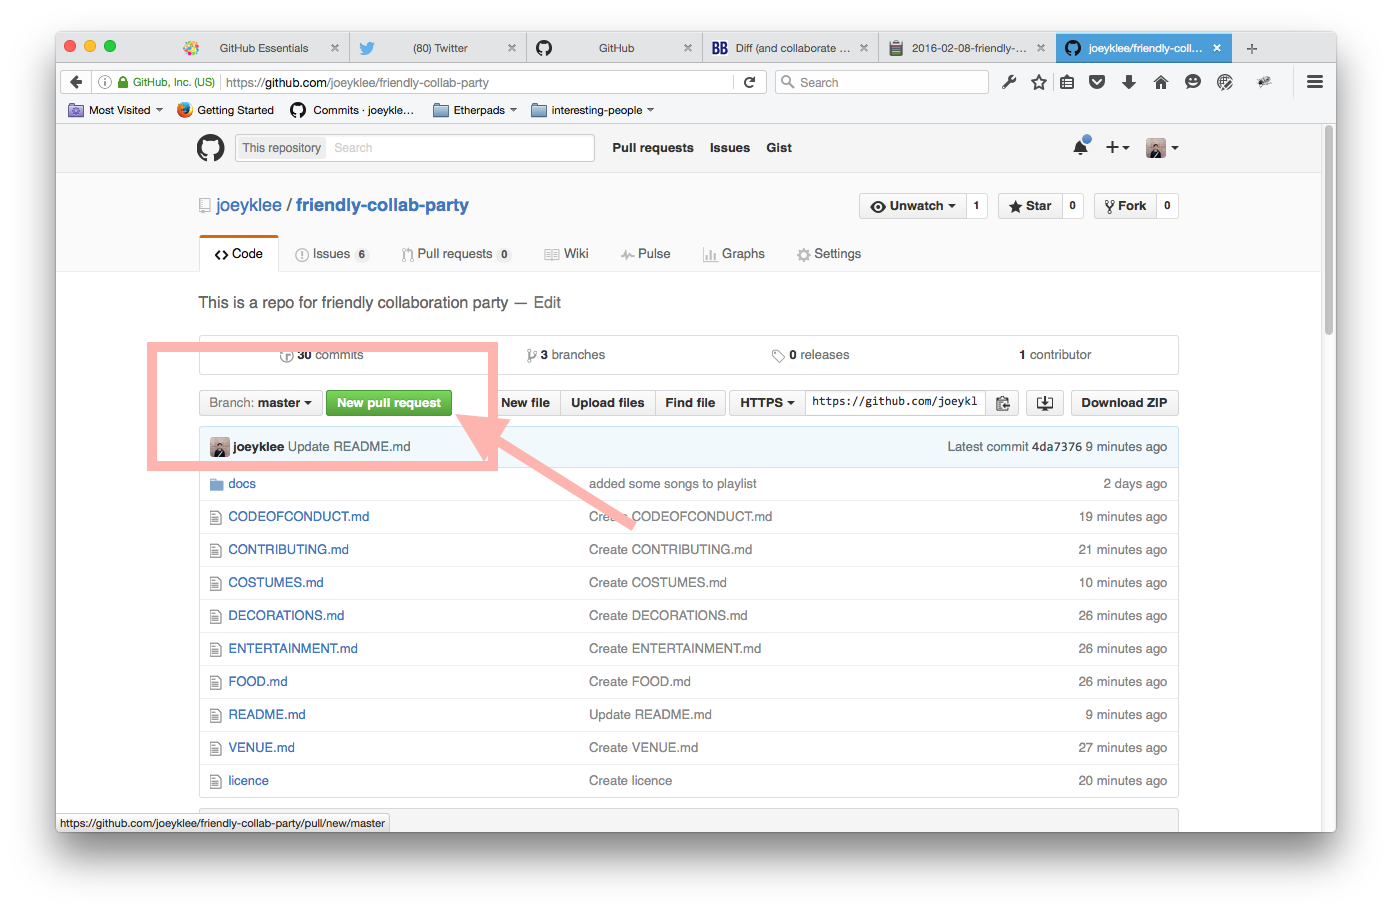 GitHub Essentials
(80) Twitter
GitHub
BB Diff (and collaborate ...
2016-02-08-friendly-...
joeyklee/friendly-coll...
GitHub, Inc. (US) https://github.com/joeyklee/friendly-collab-party
Search
Most Visited Getting Started Commits · joeykle... Etherpads interesting-people
This repository Search Pull requests Issues Gist
joeyklee / friendly-collab-party
Unwatch 1 Star 0 Fork 0
Code Issues 6 Pull requests 0 Wiki Pulse Graphs Settings
This is a repo for friendly collaboration party — Edit
30 commits 3 branches 0 releases 1 contributor
Branch: master New pull request New file Upload files Find file HTTPS https://github.com/joeykl Download ZIP
joeyklee Update README.md Latest commit 4da7376 9 minutes ago
docs added some songs to playlist 2 days ago
CODEOFCONDUCT.md Create CODEOFCONDUCT.md 19 minutes ago
CONTRIBUTING.md Create CONTRIBUTING.md 21 minutes ago
COSTUMES.md Create COSTUMES.md 10 minutes ago
DECORATIONS.md Create DECORATIONS.md 26 minutes ago
ENTERTAINMENT.md Create ENTERTAINMENT.md 26 minutes ago
FOOD.md Create FOOD.md 26 minutes ago
README.md Update README.md 9 minutes ago
VENUE.md Create VENUE.md 27 minutes ago
licence Create licence 20 minutes ago
https://github.com/joeyklee/friendly-collab-party/pull/new/master